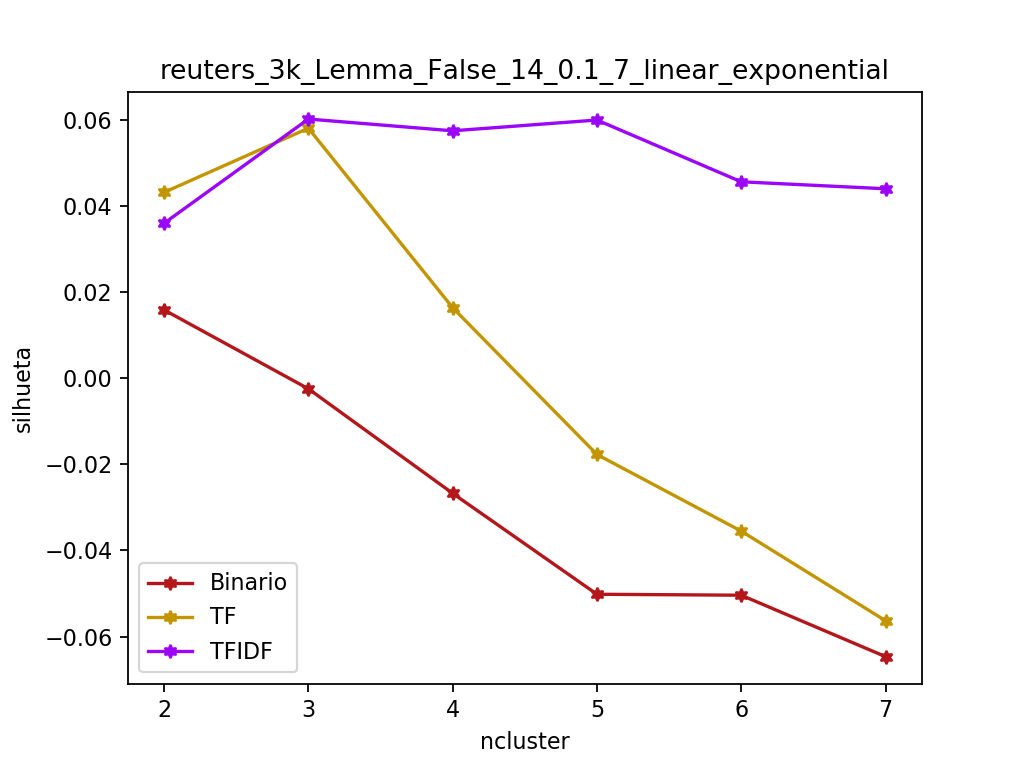 reuters_3k_Lemma_False_14_0.1_7_linear_exponential
silhueta
0.06
0.04
0.02
0.00
−0.02
−0.04
−0.06
Binario
TF
TFIDF
2 3 4 5 6 7
ncluster